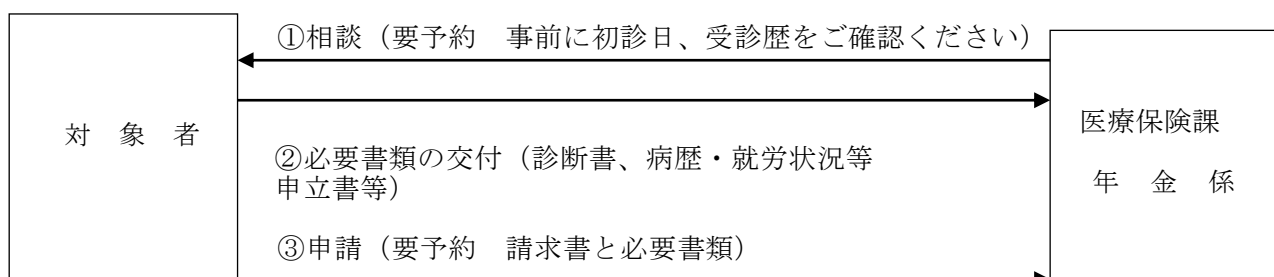 ①相談（要予約　事前に初診日、受診歴をご確認ください）
対　象　者
医療保険課
年　金　係
②必要書類の交付（診断書、病歴・就労状況等
申立書等）
③申請（要予約　請求書と必要書類）